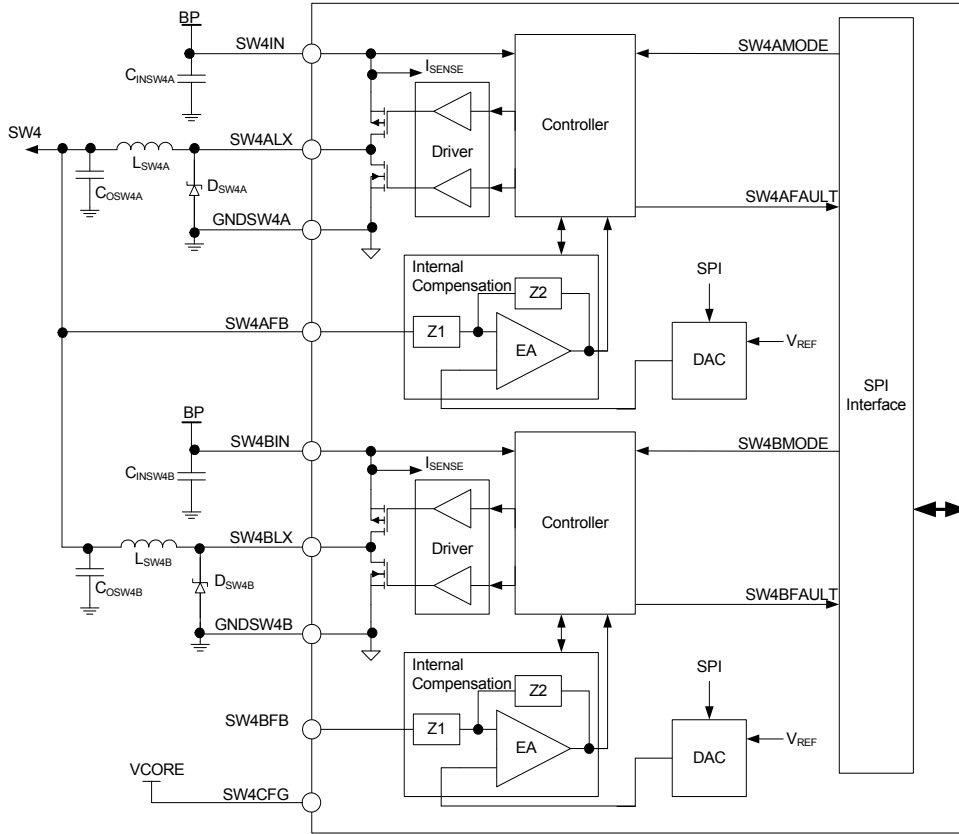 BP
SW4IN
SW4AMODE
CINSW4A
ISENSE
Controller
SW4
SW4ALX
Driver
LSW4A
COSW4A
DSW4A
SW4AFAULT
GNDSW4A
Internal
Compensation
SPI
Z2
SW4AFB
Z1
EA
DAC
VREF
SPI
Interface
BP
SW4BIN
SW4BMODE
CINSW4B
ISENSE
Controller
SW4BLX
Driver
LSW4B
COSW4B
DSW4B
SW4BFAULT
GNDSW4B
Internal
Compensation
SPI
Z2
SW4BFB
Z1
EA
DAC
VREF
VCORE
SW4CFG